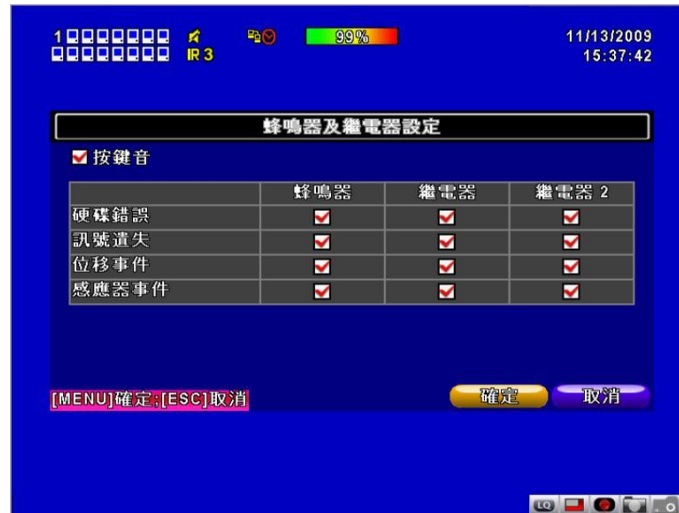 1 99% 11/13/2009
IR 3 15:37:42
蜂鳴器及繼電器設定
按鍵音
蜂鳴器 繼電器 繼電器 2
硬碟錯誤
訊號遺失
位移事件
感應器事件
[MENU]確定;[ESC]取消 確定 取消
LQ